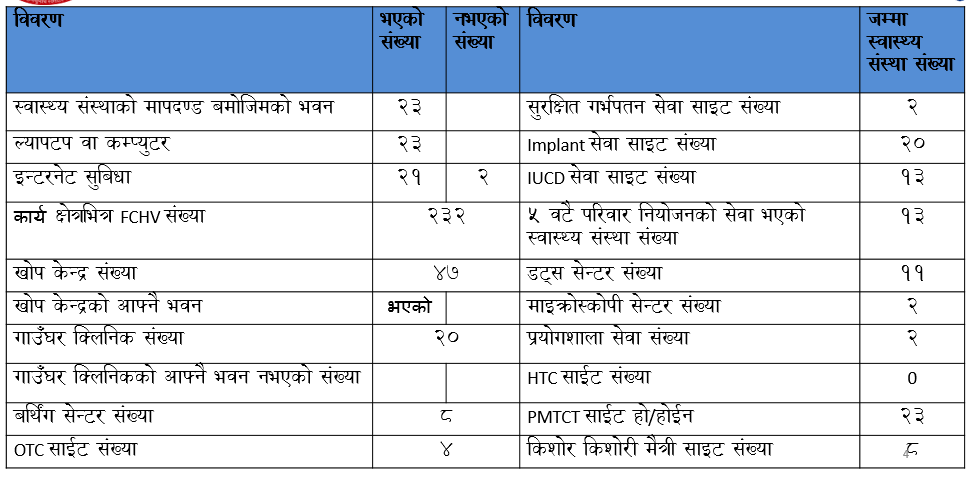 विवरण भएको संख्या नभएको संख्या विवरण जम्मा स्वास्थ्य संस्था संख्या
स्वास्थ्य संस्थाको मापदण्ड बमोजिमको भवन २३ सुरक्षित गर्भपतन सेवा साइट संख्या २
ल्यापटप वा कम्प्युटर २३ Implant सेवा साइट संख्या २०
इन्टरनेट सुबिधा २१ २ IUCD सेवा साइट संख्या १३
कार्य क्षेत्रभित्र FCHV संख्या २३२ ५ वटै परिवार नियोजनको सेवा भएको स्वास्थ्य संस्था संख्या १३
खोप केन्द्र संख्या ४७ डट्स सेन्टर संख्या ११
खोप केन्द्रको आफ्नै भवन भएको माइक्रोस्कोपी सेन्टर संख्या २
गाउँघर क्लिनिक संख्या २० प्रयोगशाला सेवा संख्या २
गाउँघर क्लिनिकको आफ्नै भवन नभएको संख्या HTC साईट संख्या 0
बर्थिंग सेन्टर संख्या ८ PMTCT साईट हो/होईन २३
OTC साईट संख्या ४ किशोर किशोरी मैत्री साइट संख्या ८